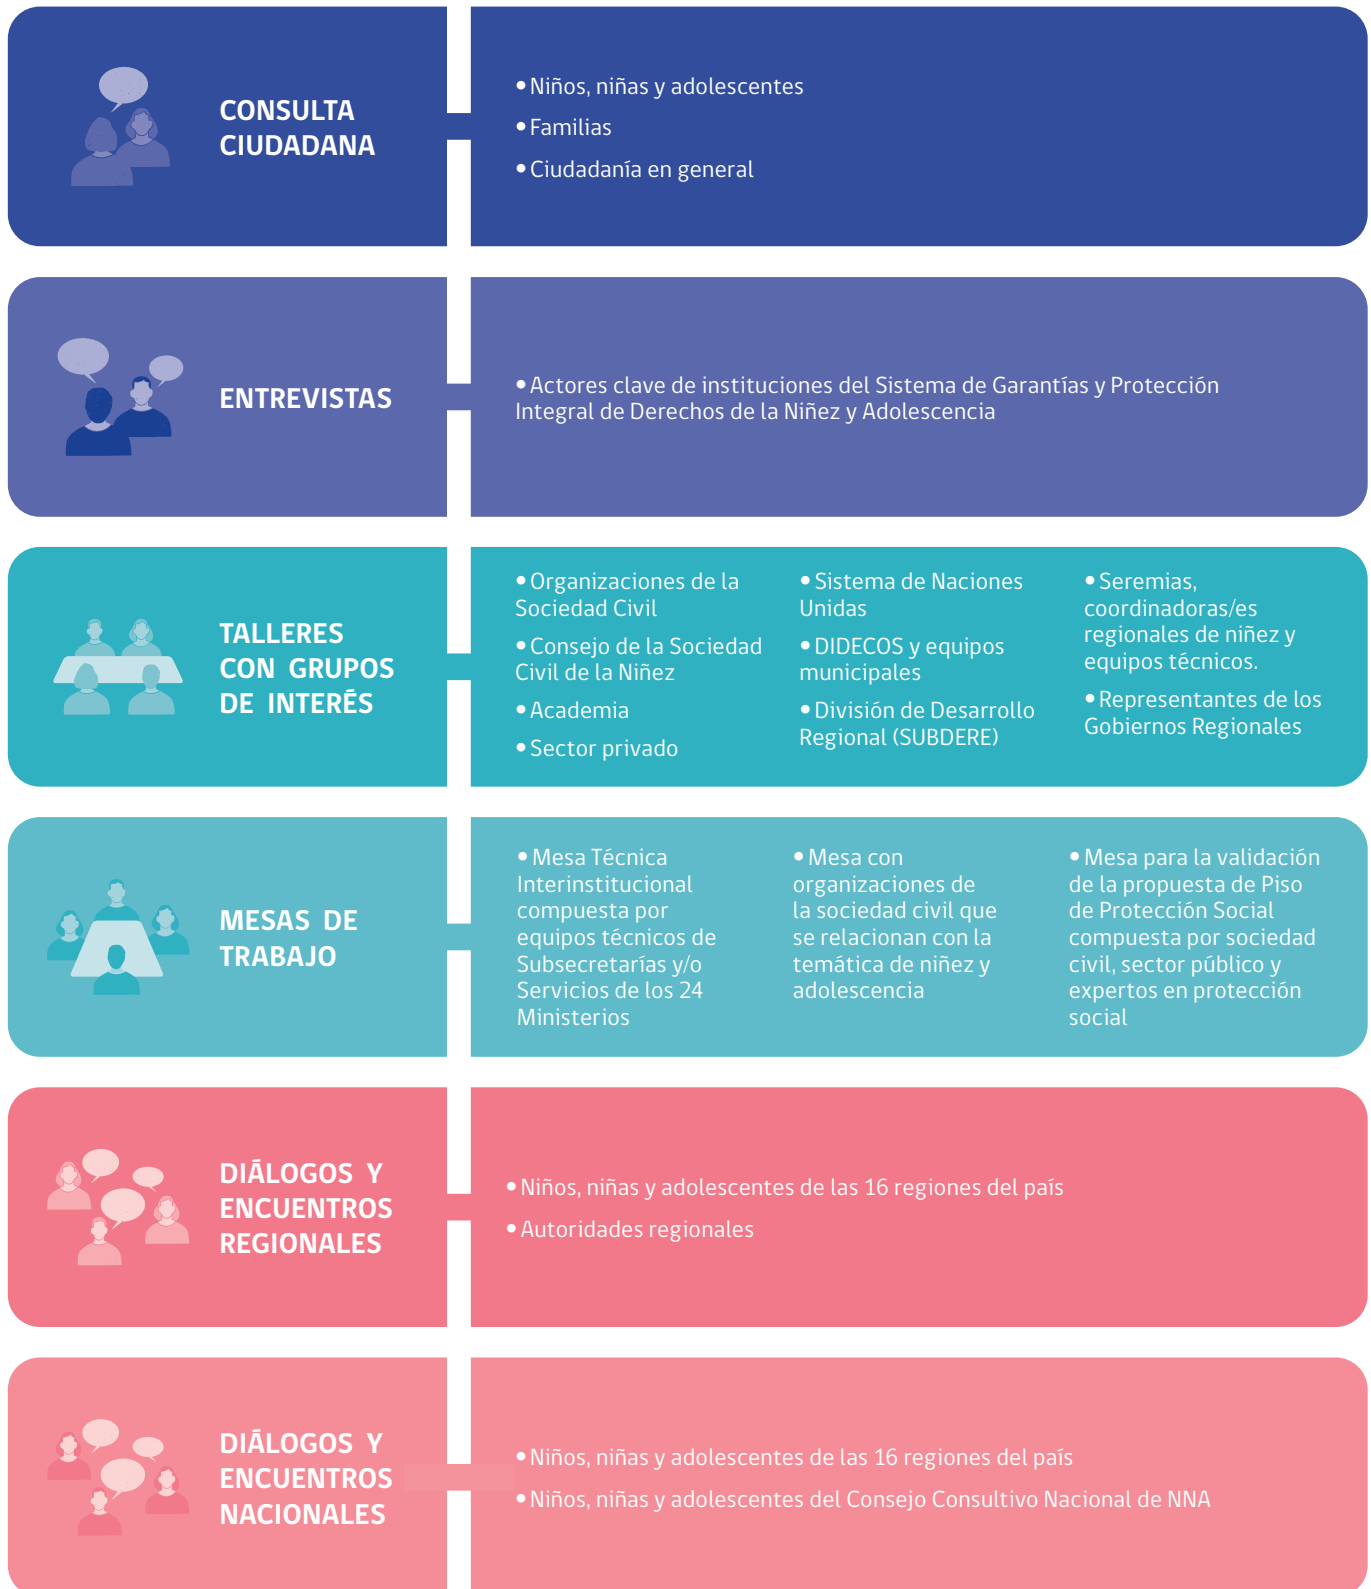 CONSULTA
CIUDADANA
•Niños, niñas y adolescentes
•Familias
•Ciudadanía en general
ENTREVISTAS
•Actores clave de instituciones del Sistema de Garantías y Protección
Integral de Derechos de la Niñez y Adolescencia
TALLERES
CON GRUPOS
DE INTERÉS
•Organizaciones de la
Sociedad Civil
•Consejo de la Sociedad
Civil de la Niñez
•Academia
•Sector privado
•Sistema de Naciones
Unidas
•DIDECOS y equipos
municipales
•División de Desarrollo
Regional (SUBDERE)
•Seremias,
coordinadoras/es
regionales de niñez y
equipos técnicos.
•Representantes de los
Gobiernos Regionales
MESAS DE
TRABAJO
•Mesa Técnica
Interinstitucional
compuesta por
equipos técnicos de
Subsecretarías y/o
Servicios de los 24
Ministerios
•Mesa con
organizaciones de
la sociedad civil que
se relacionan con la
temática de niñez y
adolescencia
•Mesa para la validación
de la propuesta de Piso
de Protección Social
compuesta por sociedad
civil, sector público y
expertos en protección
social
DIÁLOGOS Y
ENCUENTROS
REGIONALES
•Niños, niñas y adolescentes de las 16 regiones del país
•Autoridades regionales
DIÁLOGOS Y
ENCUENTROS
NACIONALES
•Niños, niñas y adolescentes de las 16 regiones del país
•Niños, niñas y adolescentes del Consejo Consultivo Nacional de NNA